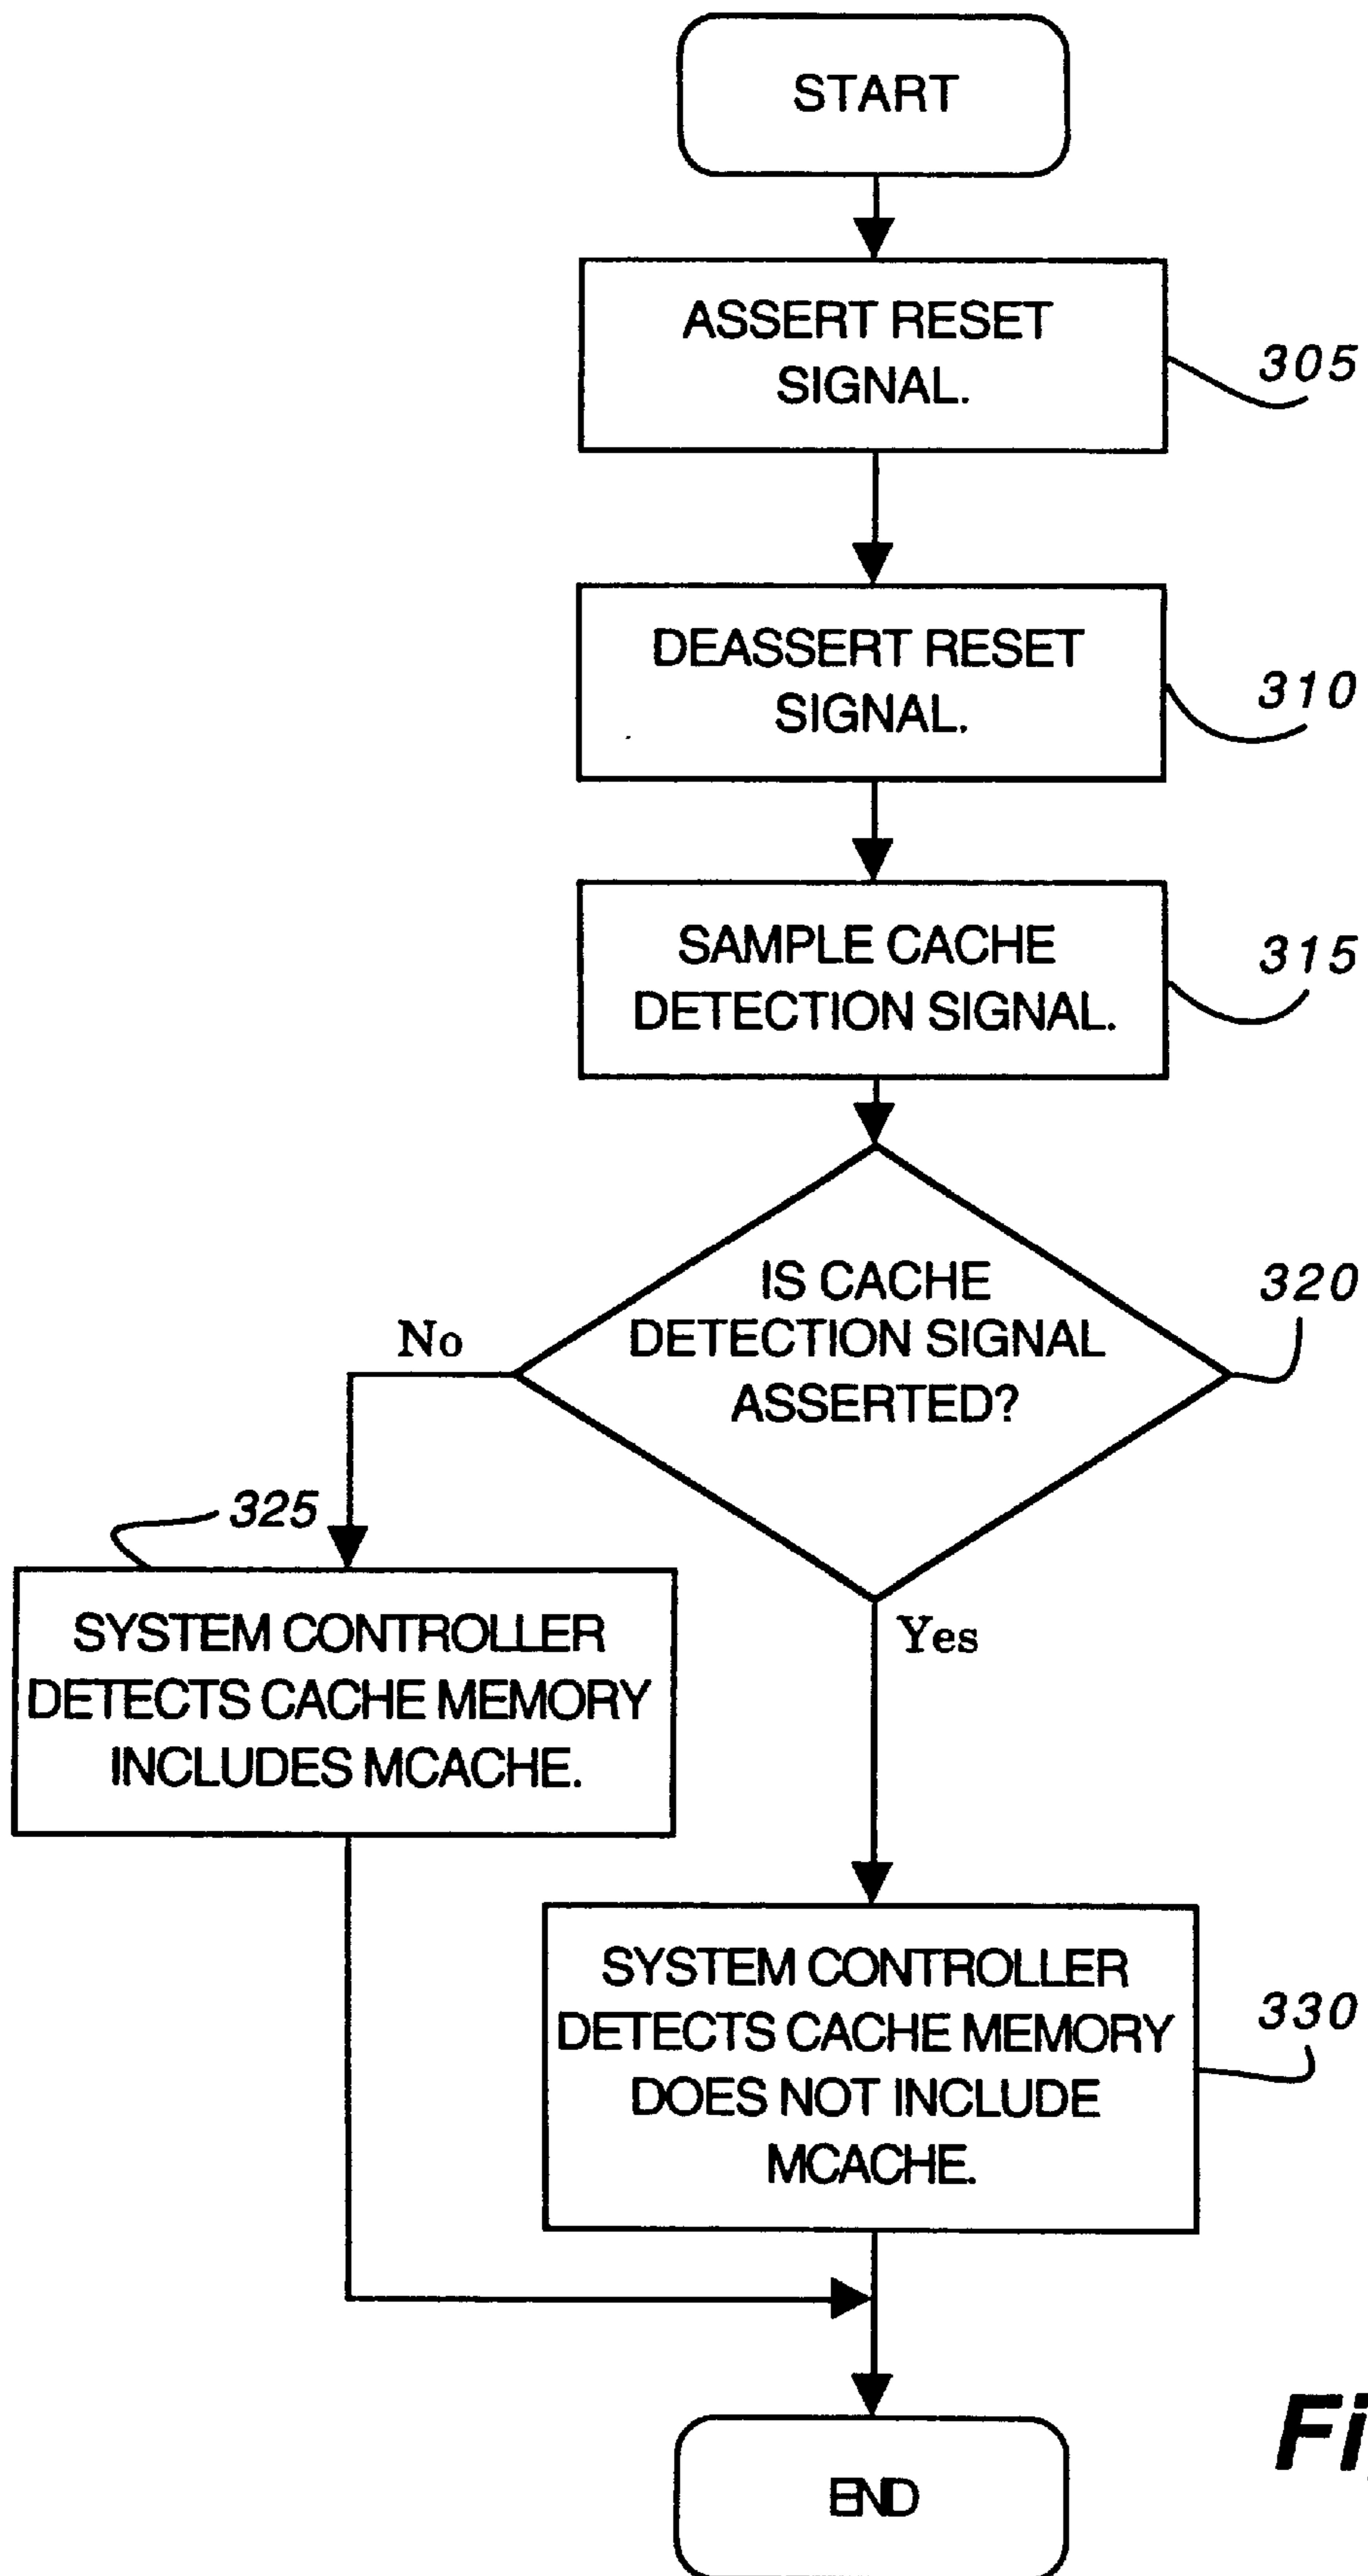 START
ASSERT RESET
SIGNAL.
305
DEASSERT RESET
SIGNAL.
310
SAMPLE CACHE
DETECTION SIGNAL.
315
IS CACHE
DETECTION SIGNAL
ASSERTED?
320
No
Yes
325
SYSTEM CONTROLLER
DETECTS CACHE MEMORY
INCLUDES MCACHE.
SYSTEM CONTROLLER
DETECTS CACHE MEMORY
DOES NOT INCLUDE
MCACHE.
330
END